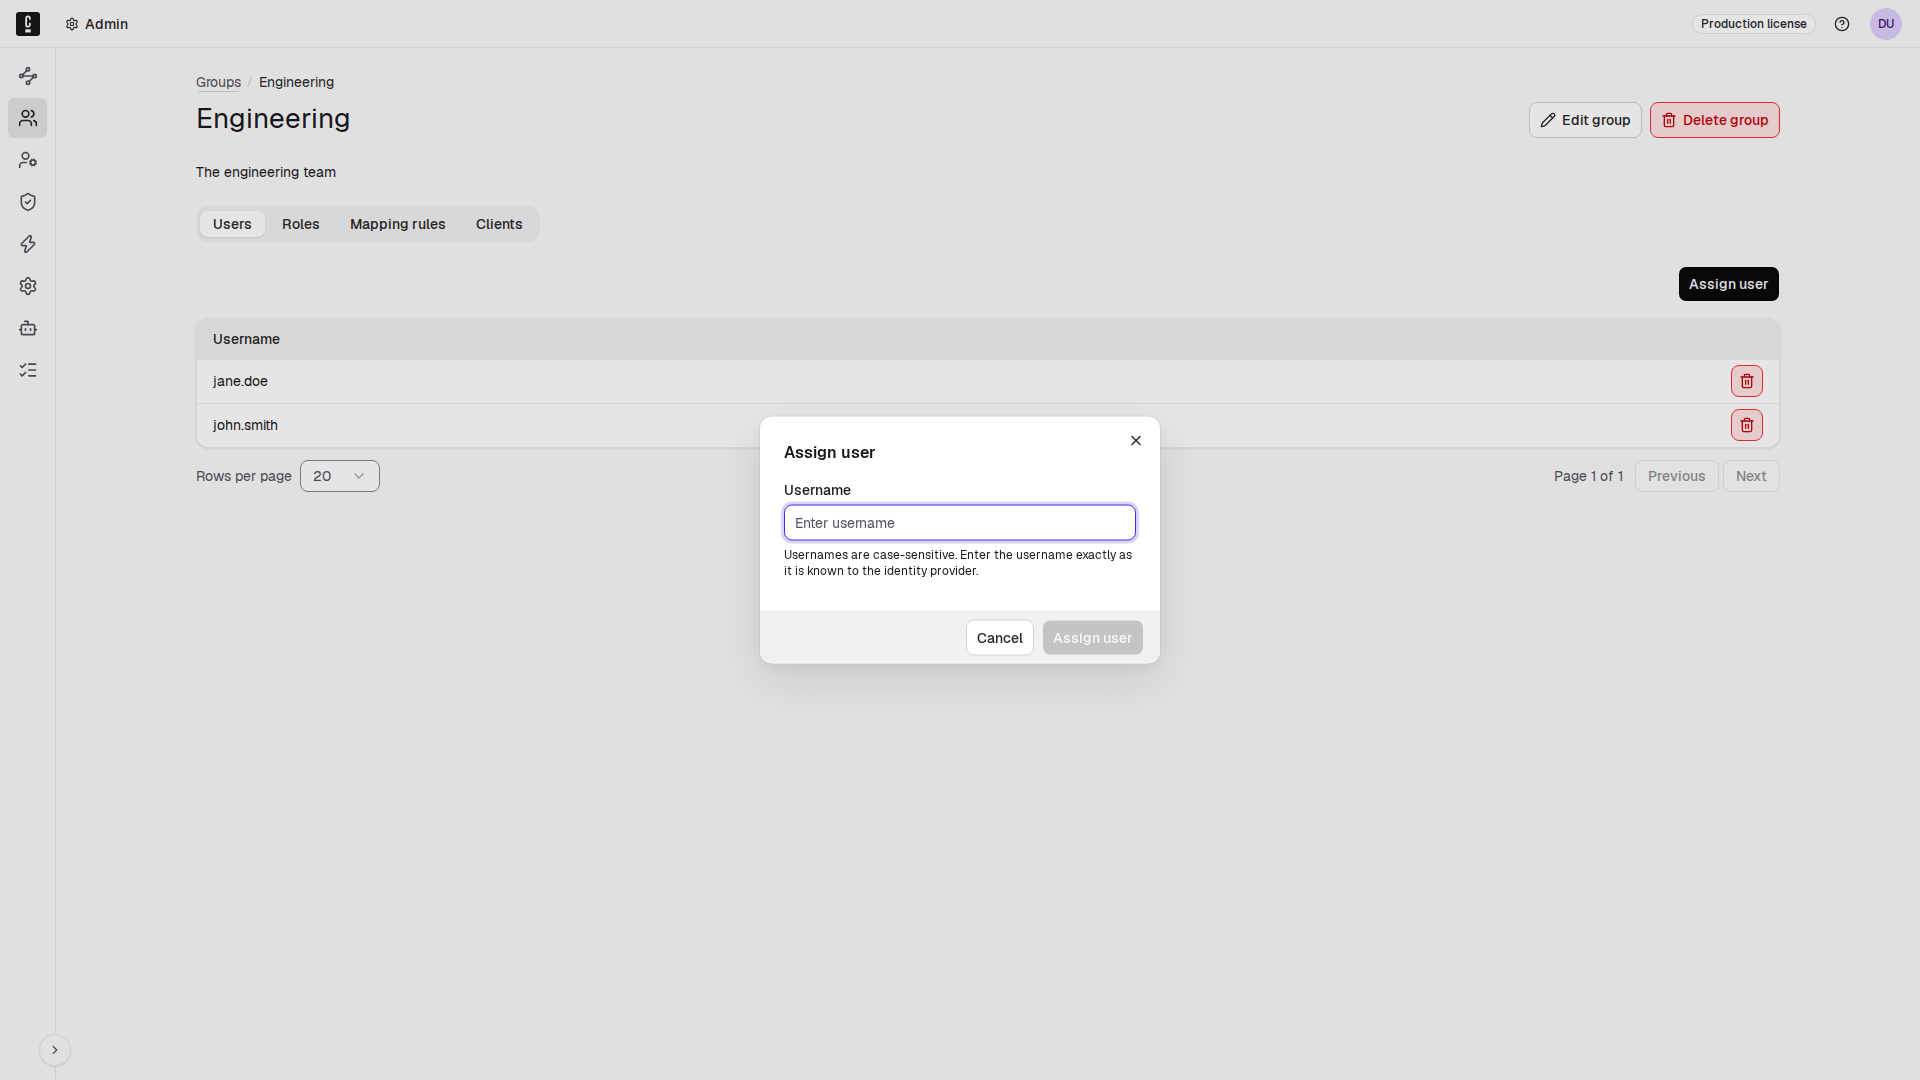 Admin
Production license
DU
Groups / Engineering
Engineering
Edit group
Delete group
The engineering team
Users
Roles
Mapping rules
Clients
Assign user
Username
jane.doe
john.smith
Rows per page
20
Page 1 of 1
Previous
Next
Assign user
Username
Enter username
Usernames are case-sensitive. Enter the username exactly as
it is known to the identity provider.
Cancel
Assign user